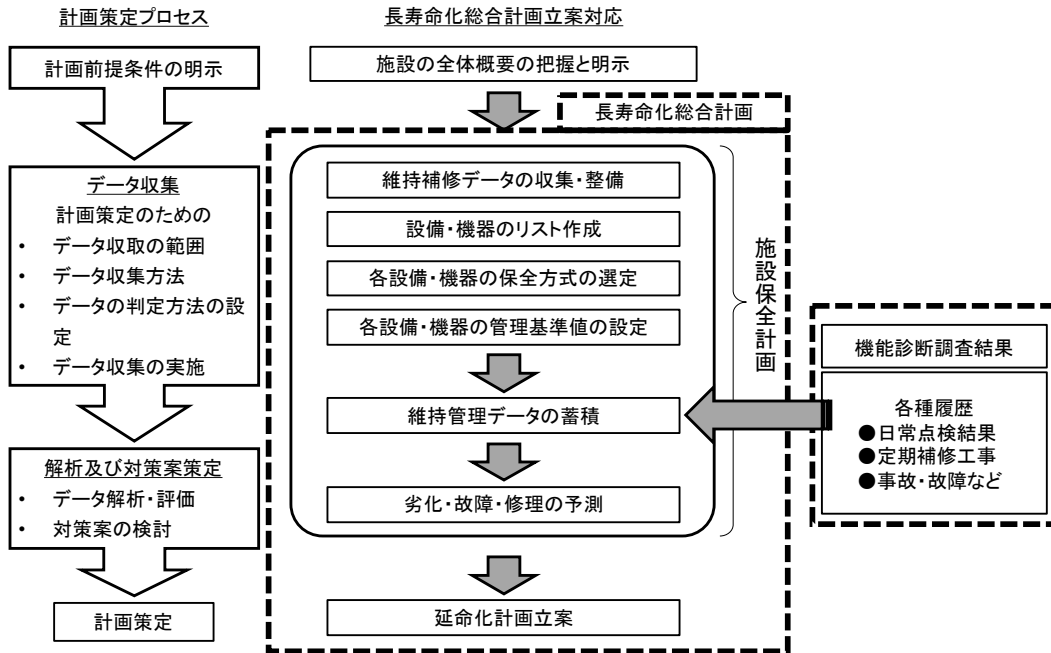 計画策定プロセス
計画前提条件の明示
データ収集
計画策定のための
• データ収取の範囲
• データ収集方法
• データの判定方法の設
定
• データ収集の実施
解析及び対策案策定
• データ解析・評価
• 対策案の検討
計画策定
長寿命化総合計画立案対応
施設の全体概要の把握と明示
長寿命化総合計画
維持補修データの収集・整備
設備・機器のリスト作成
各設備・機器の保全方式の選定
各設備・機器の管理基準値の設定
維持管理データの蓄積
劣化・故障・修理の予測
施設保全計画
延命化計画立案
機能診断調査結果
各種履歴
●日常点検結果
●定期補修工事
●事故・故障など